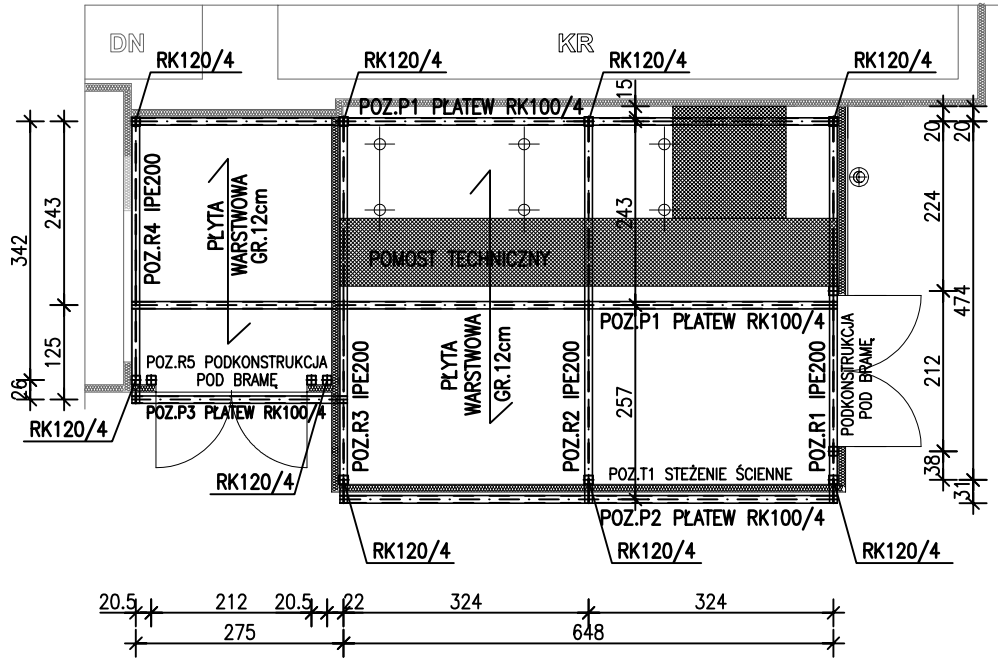 DN
KR
RK120/4
RK120/4
RK120/4
RK120/4
15
POZ.P1 PŁATEW RK100/4
20
20
POZ.R4 IPE200
PŁYTA
WARSTWOWA
GR.12cm
243
342
243
224
POMOST TECHNICZNY
474
POZ.P1 PŁATEW RK100/4
125
26
POZ.R5 PODKONSTRUKCJA
POD BRAMĘ
PŁYTA
WARSTWOWA
GR.12cm
POZ.R3 IPE200
POZ.R2 IPE200
257
POZ.R1 IPE200
PODKONSTRUKCJA
POD BRAMĘ
212
POZ.P3 PŁATEW RK100/4
RK120/4
RK120/4
POZ.T1 STĘŻENIE ŚCIENNE
38
31
POZ.P2 PŁATEW RK100/4
RK120/4
RK120/4
RK120/4
20.5
212
20.5
22
324
324
275
648